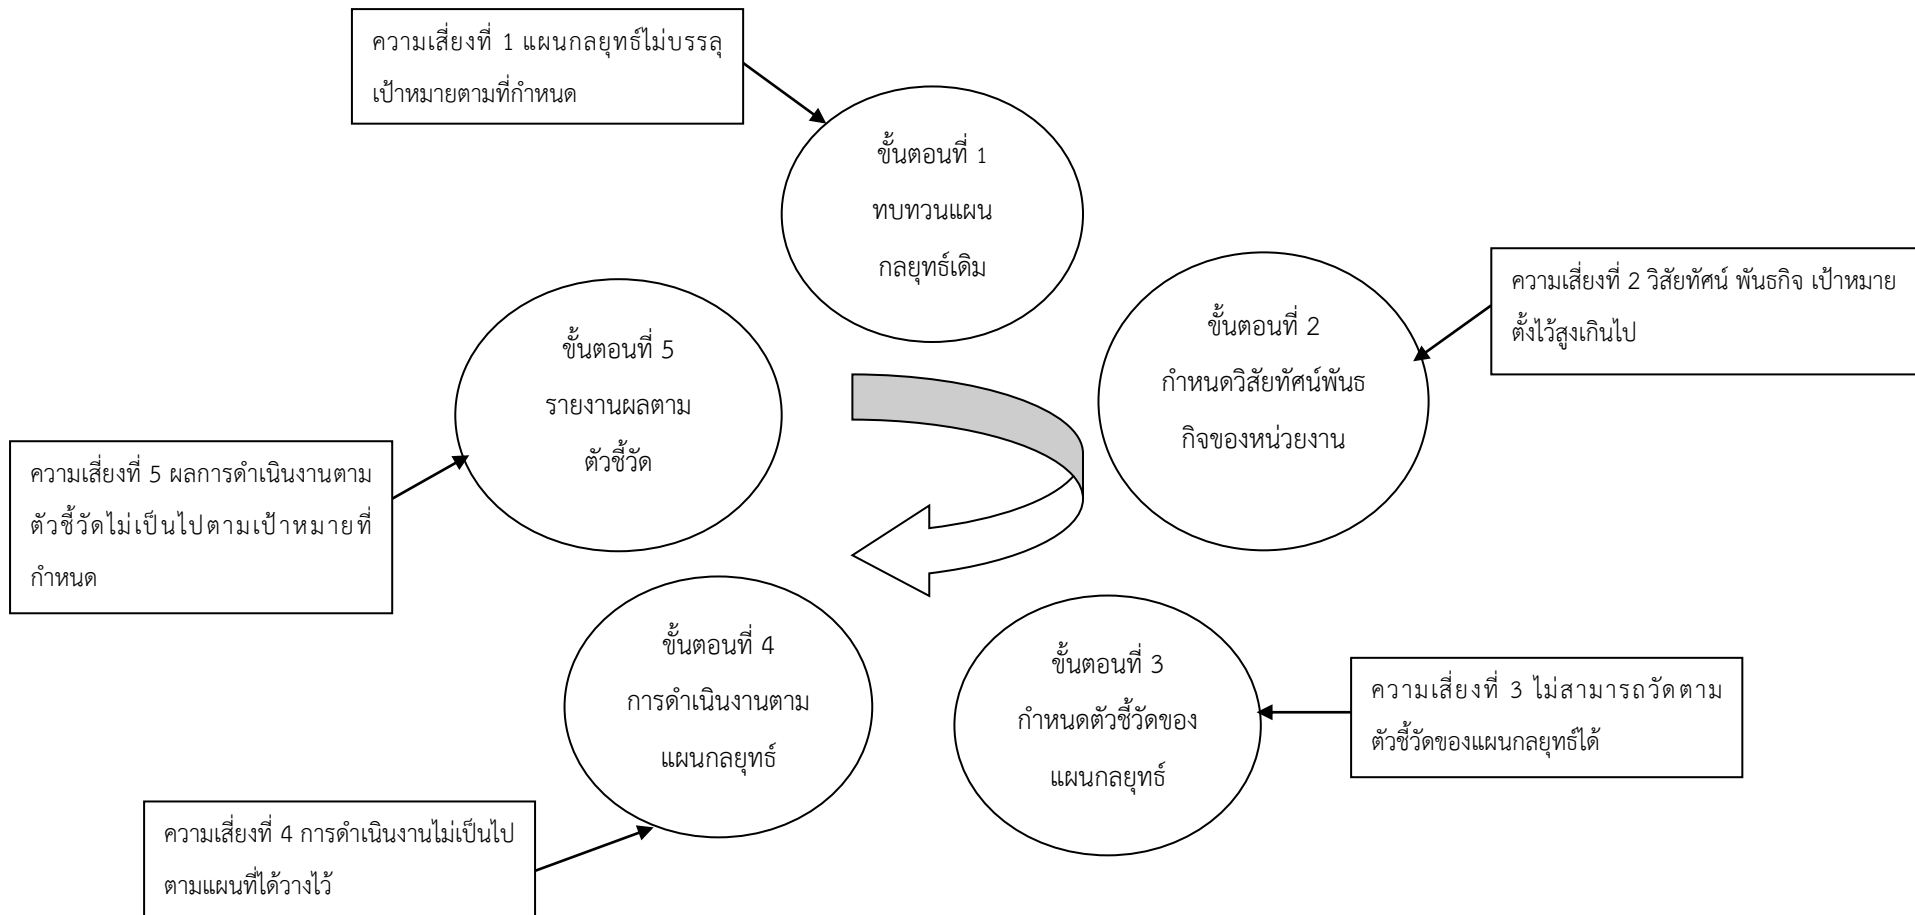 ความเสี่ยงที่ 1 แผนกลยุทธ์ไม่บรรลุ
เป้าหมายตามที่กำหนด
ขั้นตอนที่ 1
ทบทวนแผน
กลยุทธ์เดิม
ความเสี่ยงที่ 2 วิสัยทัศน์ พันธกิจ เป้าหมาย
ตั้งไว้สูงเกินไป
ขั้นตอนที่ 2
กำหนดวิสัยทัศน์พันธ
กิจของหน่วยงาน
ขั้นตอนที่ 5
รายงานผลตาม
ตัวชี้วัด
ความเสี่ยงที่ 5 ผลการดำเนินงานตาม
ตัวชี้วัดไม่เป็นไปตามเป้าหมายที่
กำหนด
ขั้นตอนที่ 4
การดำเนินงานตาม
แผนกลยุทธ์
ขั้นตอนที่ 3
กำหนดตัวชี้วัดของ
แผนกลยุทธ์
ความเสี่ยงที่ 3 ไม่สามารถวัดตาม
ตัวชี้วัดของแผนกลยุทธ์ได้
ความเสี่ยงที่ 4 การดำเนินงานไม่เป็นไป
ตามแผนที่ได้วางไว้